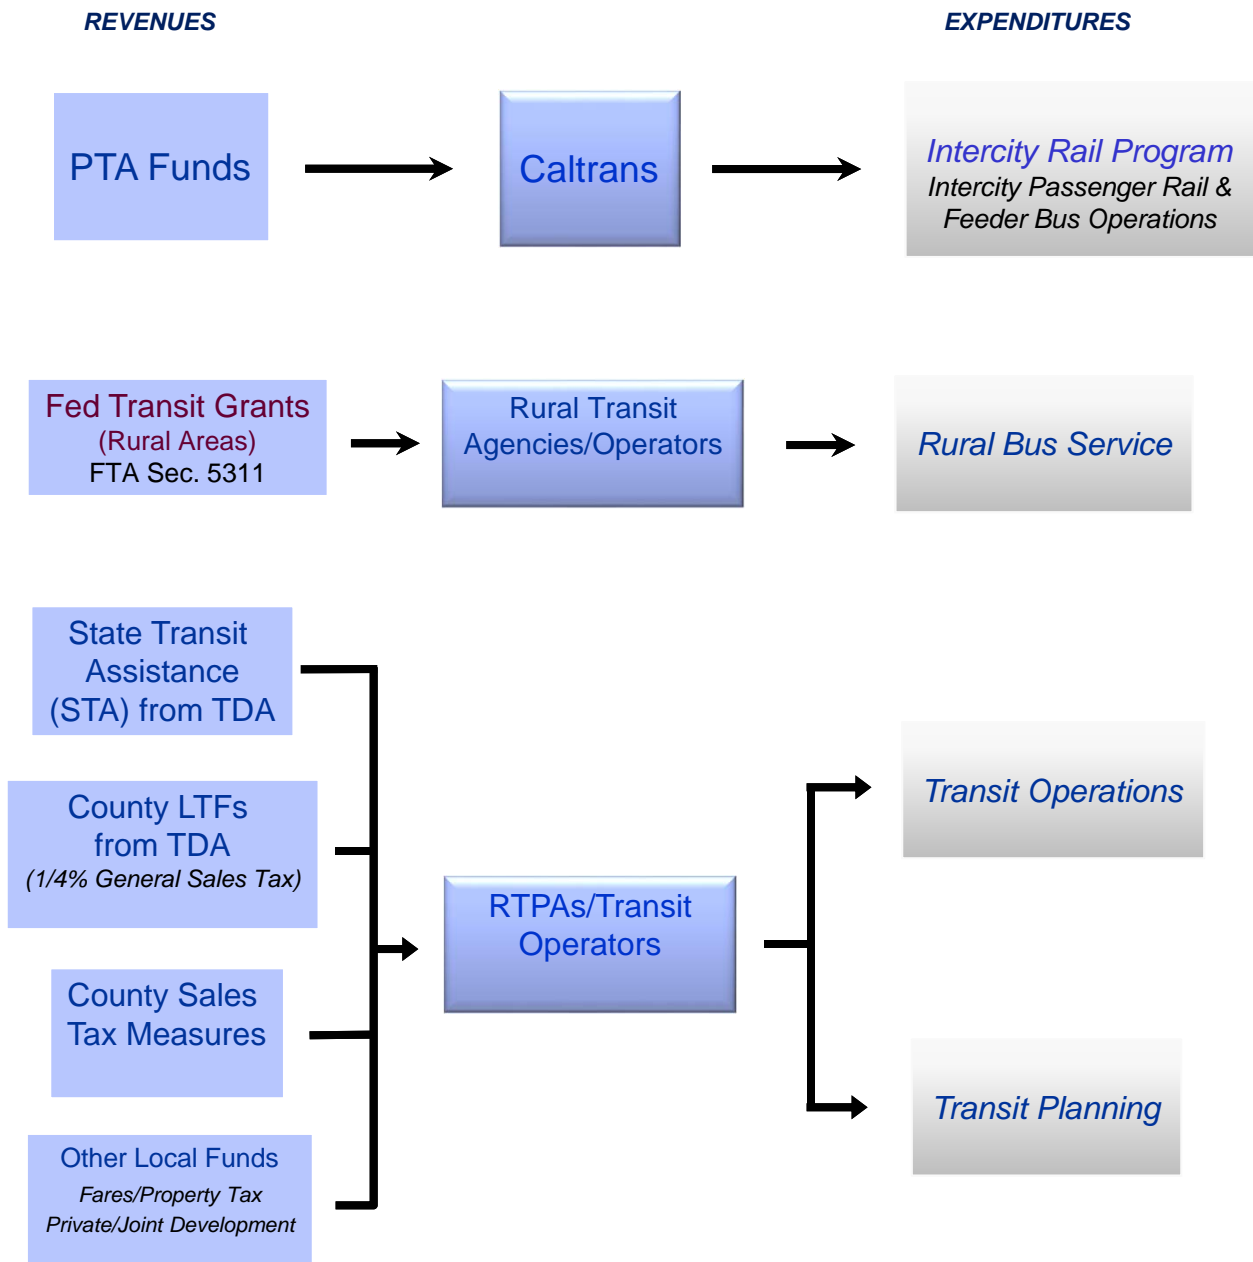 REVENUES
EXPENDITURES
PTA Funds
Caltrans
Intercity Rail Program
Intercity Passenger Rail &
Feeder Bus Operations
Fed Transit Grants
(Rural Areas)
FTA Sec. 5311
Rural Transit
Agencies/Operators
Rural Bus Service
State Transit
Assistance
(STA) from TDA
County LTFs
from TDA
(1/4% General Sales Tax)
County Sales
Tax Measures
Other Local Funds
Fares/Property Tax
Private/Joint Development
RTPAs/Transit
Operators
Transit Operations
Transit Planning